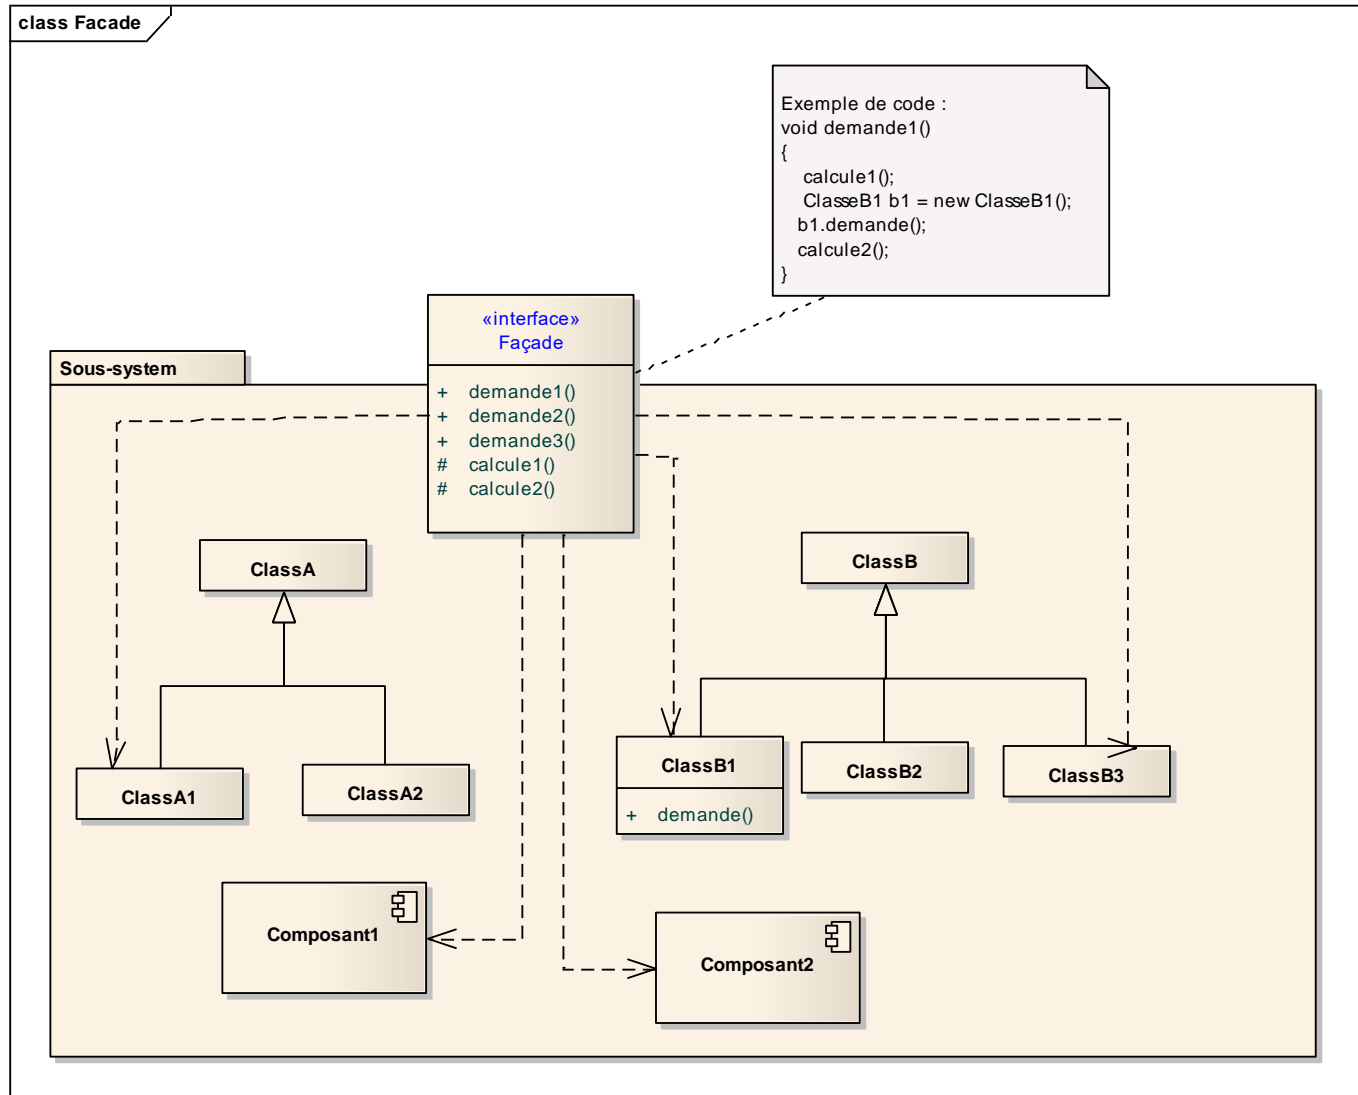 class Facade
Exemple de code :
void demande1()
{
calcule1();
ClasseB1 b1 = new ClasseB1();
b1.demande();
calcule2();
}
«interface»
Façade
Sous-system
+ demande1()
+ demande2()
+ demande3()
# calcule1()
# calcule2()
ClassA
ClassB
ClassA1
ClassA2
ClassB1
+ demande()
ClassB2
ClassB3
Composant1
Composant2